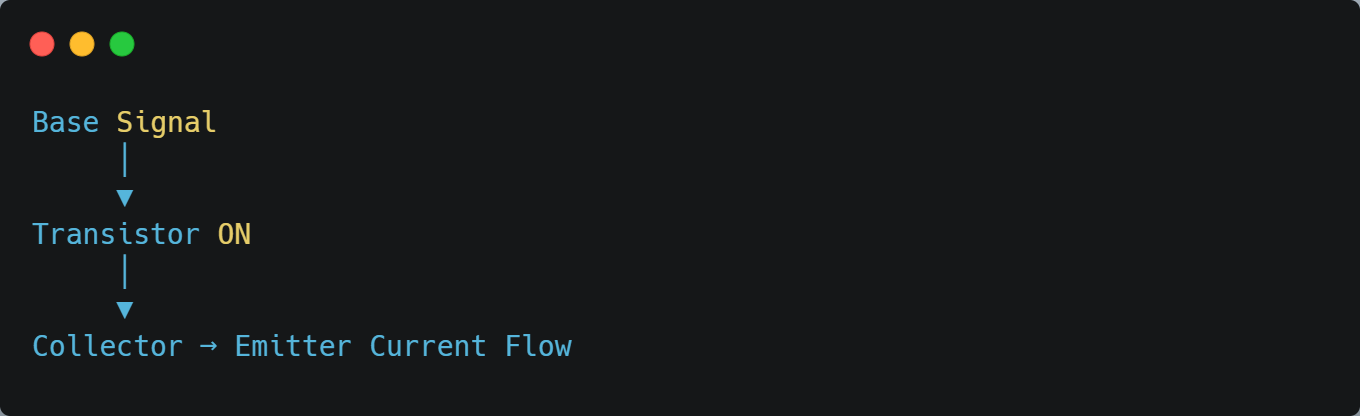 Base Signal
│
▼
Transistor ON
│
▼
Collector → Emitter Current Flow